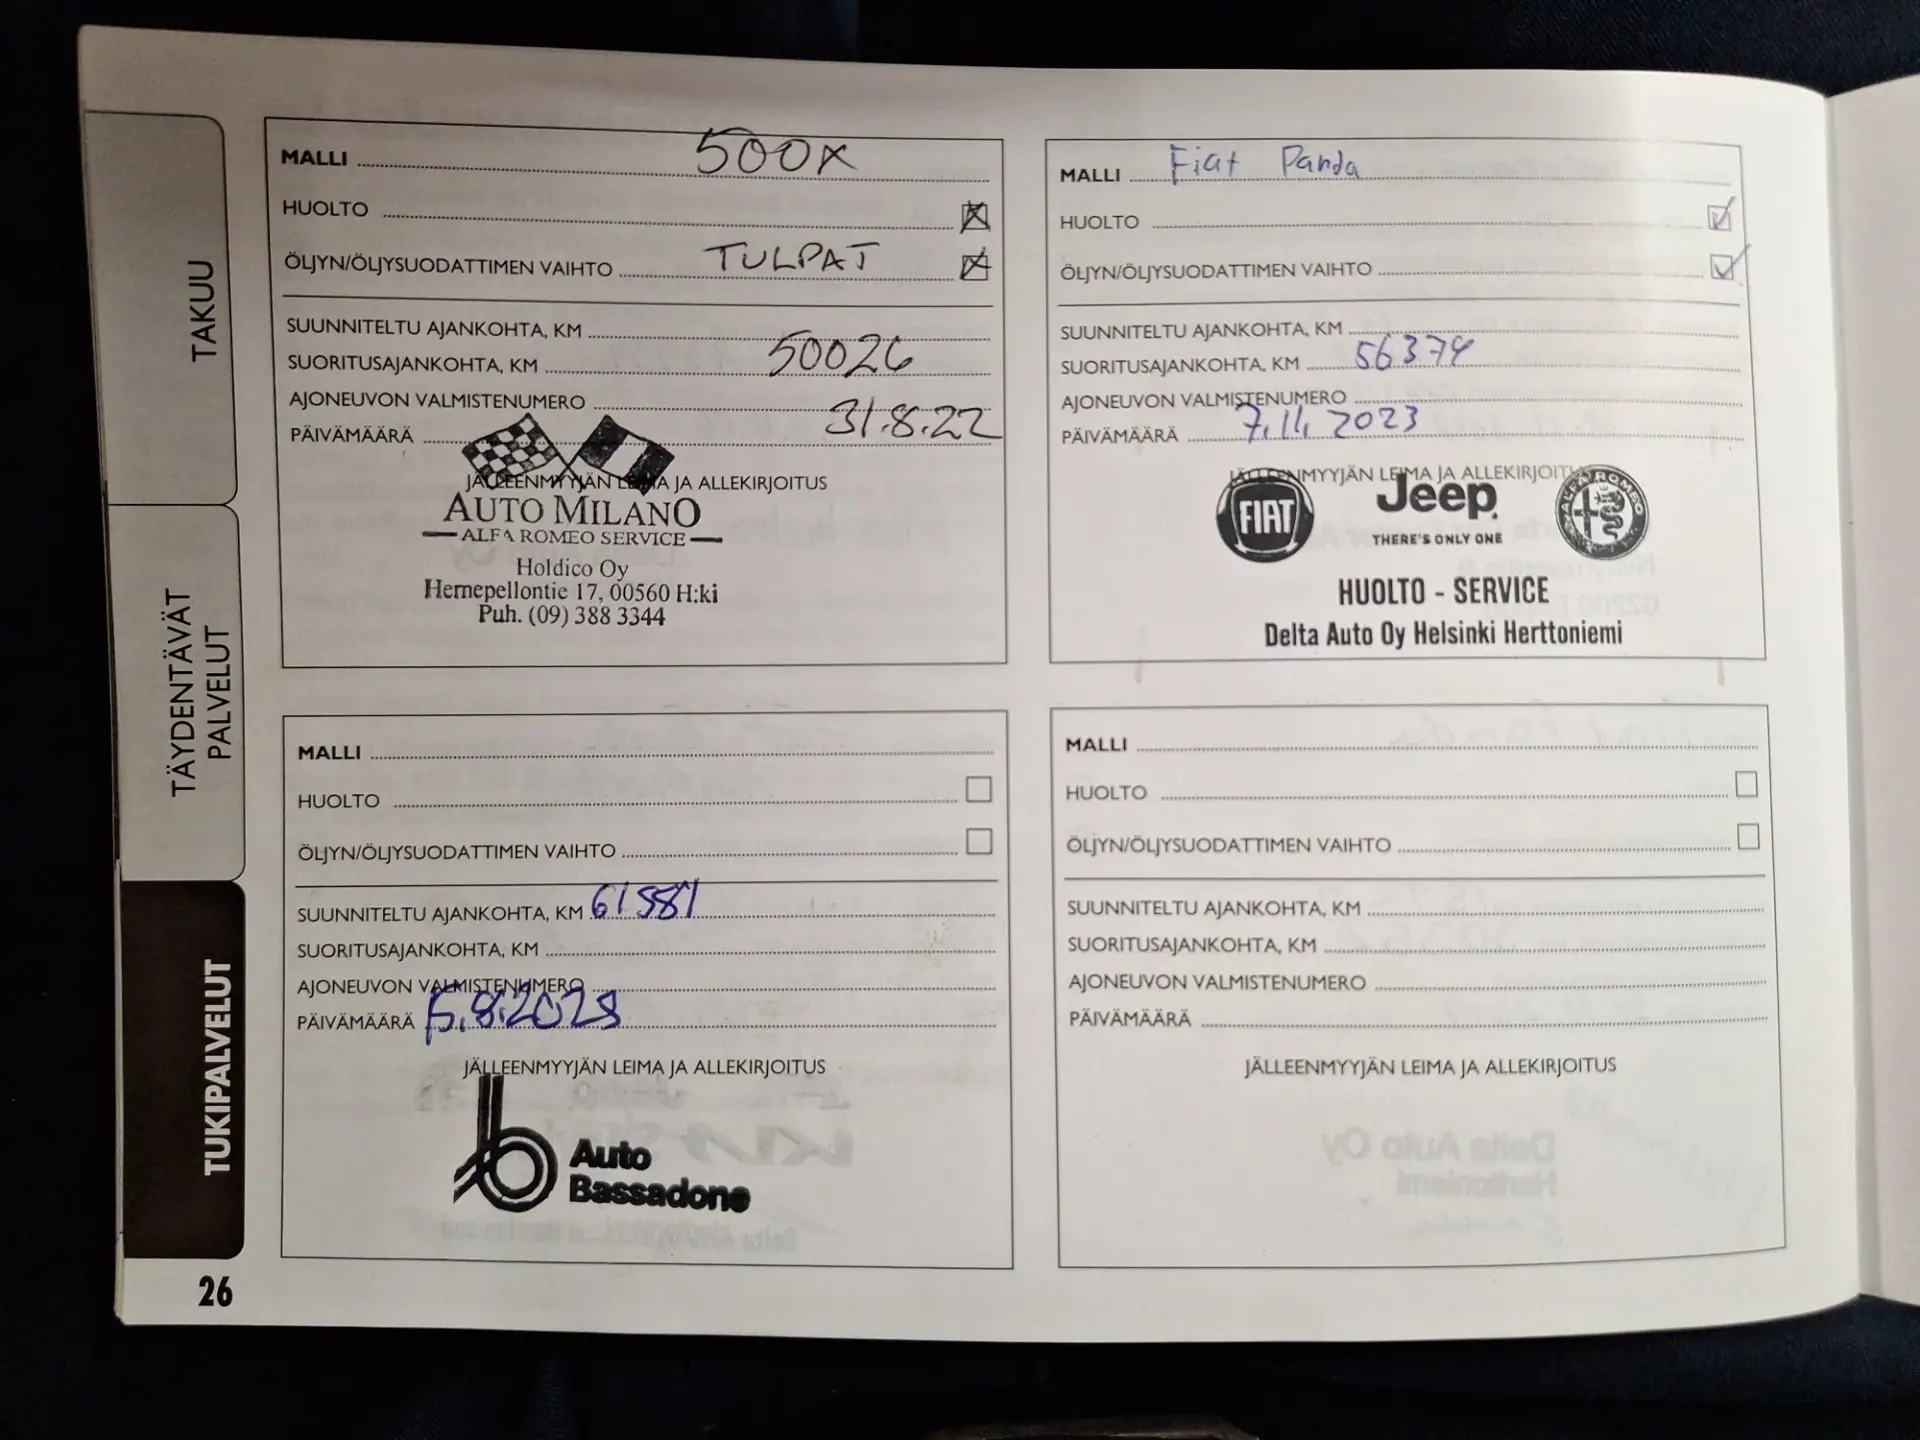 TAKUU
TÄYDENTÄVÄT
PALVELUT
TUKIPALVELUT
26
MALLI 500X
HUOLTO
ÖLJYN/ÖLJYSUODATTIMEN VAIHTO TULPAT
SUUNNITELTU AJANKOHTA, KM
SUORITUSAJANKOHTA, KM 50026
AJONEUVON VALMISTENUMERO
PÄIVÄMÄÄRÄ 31.8.22
JÄLLEENMYYJÄN LEIMA JA ALLEKIRJOITUS
AUTO MILANO
ALFA ROMEO SERVICE
Holdico Oy
Hernepellontie 17, 00560 H:ki
Puh. (09) 388 3344
MALLI Fiat Panda
HUOLTO
ÖLJYN/ÖLJYSUODATTIMEN VAIHTO
SUUNNITELTU AJANKOHTA, KM
SUORITUSAJANKOHTA, KM 56374
AJONEUVON VALMISTENUMERO
PÄIVÄMÄÄRÄ 7.11.2023
JÄLLEENMYYJÄN LEIMA JA ALLEKIRJOITUS
FIAT
Jeep
ALFA ROMEO
THERE'S ONLY ONE
HUOLTO - SERVICE
Delta Auto Oy Helsinki Herttoniemi
MALLI
HUOLTO
ÖLJYN/ÖLJYSUODATTIMEN VAIHTO
SUUNNITELTU AJANKOHTA, KM 61581
SUORITUSAJANKOHTA, KM
AJONEUVON VALMISTENUMERO
PÄIVÄMÄÄRÄ 5.8.2025
JÄLLEENMYYJÄN LEIMA JA ALLEKIRJOITUS
Auto
Bassadone
MALLI
HUOLTO
ÖLJYN/ÖLJYSUODATTIMEN VAIHTO
SUUNNITELTU AJANKOHTA, KM
SUORITUSAJANKOHTA, KM
AJONEUVON VALMISTENUMERO
PÄIVÄMÄÄRÄ
JÄLLEENMYYJÄN LEIMA JA ALLEKIRJOITUS